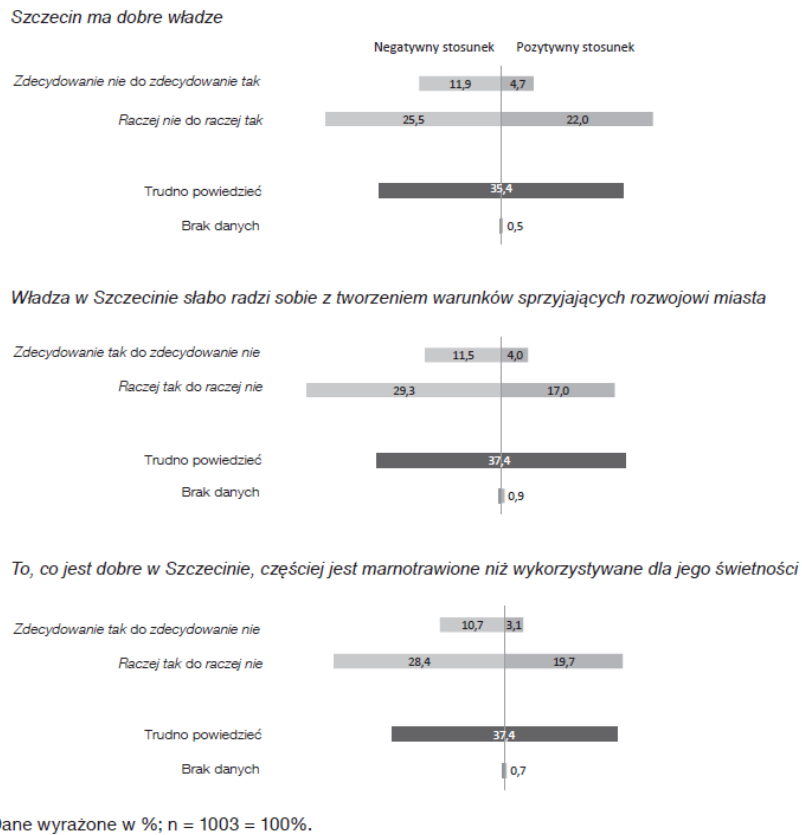 Szczecin ma dobre władze
Negatywny stosunek Pozytywny stosunek
Zdecydowanie nie do zdecydowanie tak 11,9 4,7
Raczej nie do raczej tak 25,5 22,0
Trudno powiedzieć 35,4
Brak danych 0,5
Władza w Szczecinie słabo radzi sobie z tworzeniem warunków sprzyjających rozwojowi miasta
Zdecydowanie tak do zdecydowanie nie 11,5 4,0
Raczej tak do raczej nie 29,3 17,0
Trudno powiedzieć 37,4
Brak danych 0,9
To, co jest dobre w Szczecinie, częściej jest marnotrawione niż wykorzystywane dla jego świetności
Zdecydowanie tak do zdecydowanie nie 10,7 3,1
Raczej tak do raczej nie 28,4 19,7
Trudno powiedzieć 37,4
Brak danych 0,7
Dane wyrażone w %; n = 1003 = 100%.